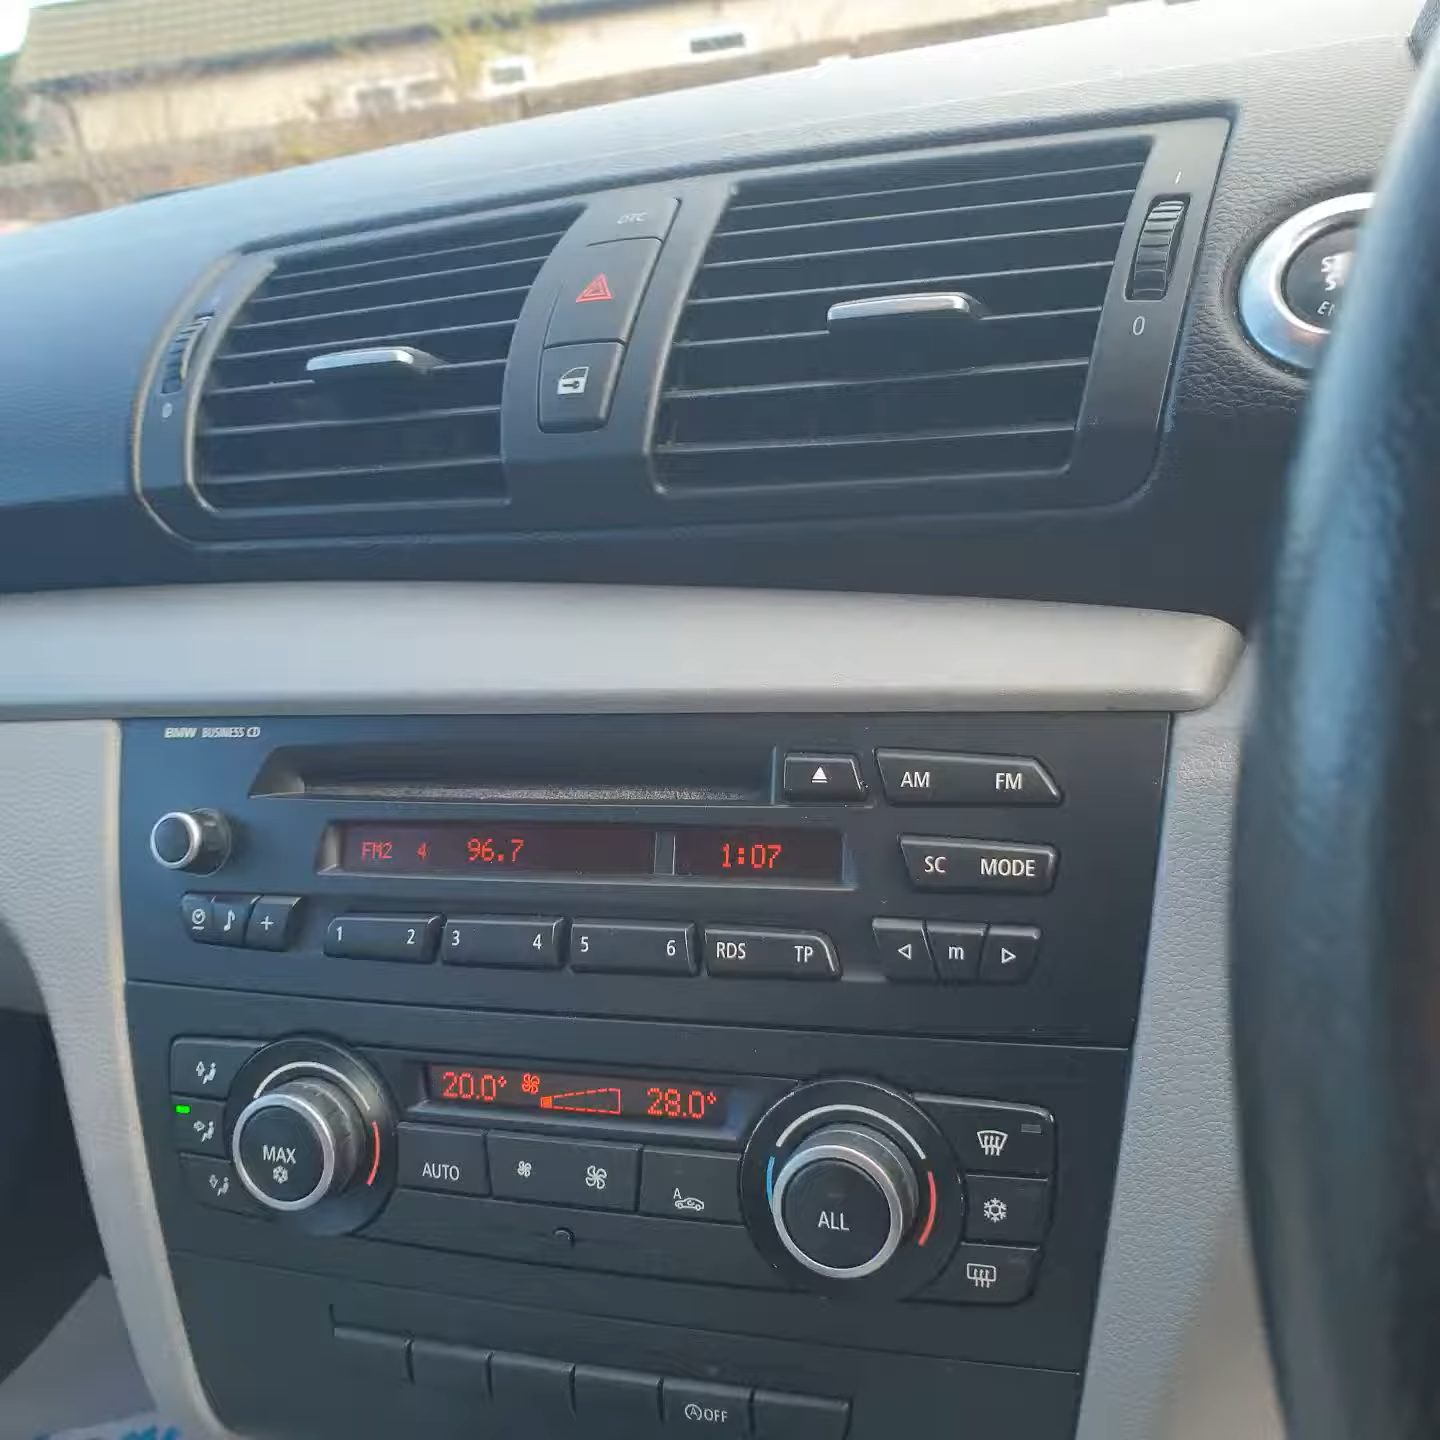 DTC
I
0
BMW BUSINESS CD
AM FM
FM2 4 96.7 1:07
SC MODE
1 2 3 4 5 6 RDS TP m
20.0° 28.0°
MAX
AUTO
A
ALL
A OFF